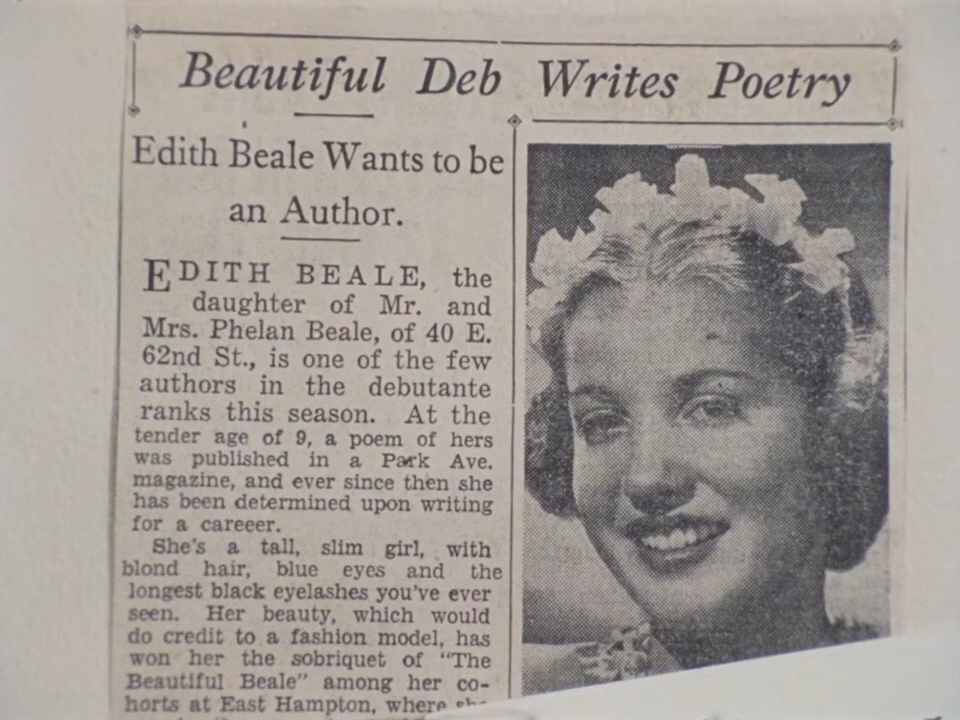 Beautiful Deb Writes Poetry
Edith Beale Wants to be
an Author.
EDITH BEALE, the
daughter of Mr. and
Mrs. Phelan Beale, of 40 E.
62nd St., is one of the few
authors in the debutante
ranks this season. At the
tender age of 9, a poem of hers
was published in a Park Ave.
magazine, and ever since then she
has been determined upon writing
for a careeer.
She's a tall, slim girl, with
blond hair, blue eyes and the
longest black eyelashes you've ever
seen. Her beauty, which would
do credit to a fashion model, has
won her the sobriquet of "The
Beautiful Beale" among her co-
horts at East Hampton, where